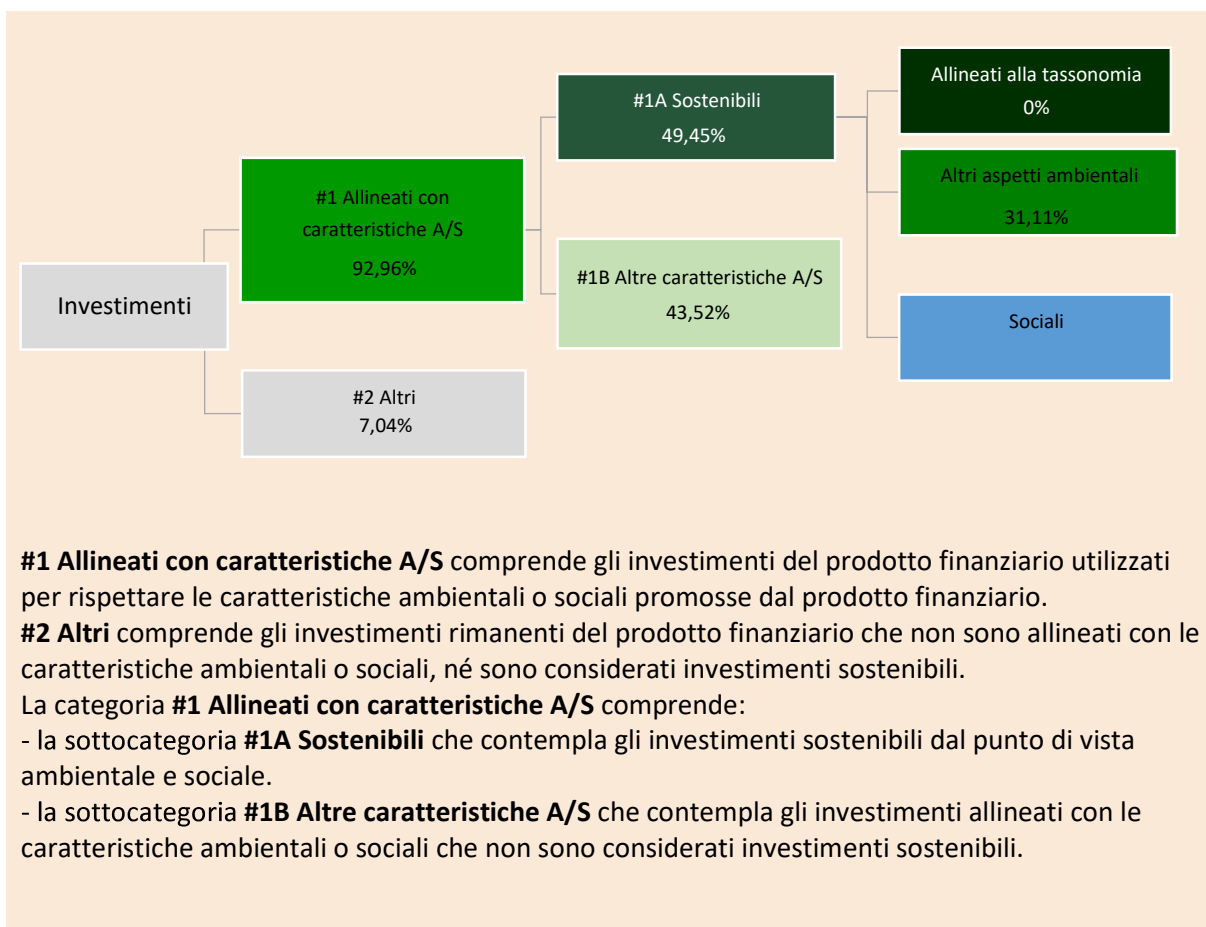 Investimenti
#1 Allineati con
caratteristiche A/S
92,96%
#2 Altri
7,04%
#1A Sostenibili
49,45%
#1B Altre caratteristiche A/S
43,52%
Allineati alla tassonomia
0%
Altri aspetti ambientali
31,11%
Sociali
#1 Allineati con caratteristiche A/S comprende gli investimenti del prodotto finanziario utilizzati
per rispettare le caratteristiche ambientali o sociali promosse dal prodotto finanziario.
#2 Altri comprende gli investimenti rimanenti del prodotto finanziario che non sono allineati con le
caratteristiche ambientali o sociali, né sono considerati investimenti sostenibili.
La categoria #1 Allineati con caratteristiche A/S comprende:
- la sottocategoria #1A Sostenibili che contempla gli investimenti sostenibili dal punto di vista
ambientale e sociale.
- la sottocategoria #1B Altre caratteristiche A/S che contempla gli investimenti allineati con le
caratteristiche ambientali o sociali che non sono considerati investimenti sostenibili.